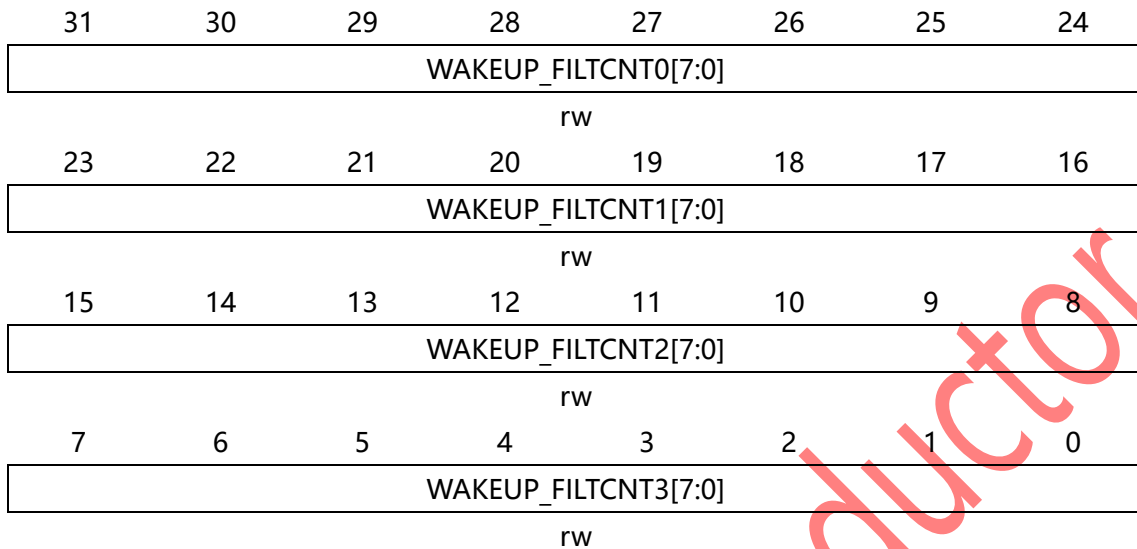 31 30 29 28 27 26 25 24
WAKEUP_FILTCNT0[7:0]
rw
23 22 21 20 19 18 17 16
WAKEUP_FILTCNT1[7:0]
rw
15 14 13 12 11 10 9 8
WAKEUP_FILTCNT2[7:0]
rw
7 6 5 4 3 2 1 0
WAKEUP_FILTCNT3[7:0]
rw
ductor